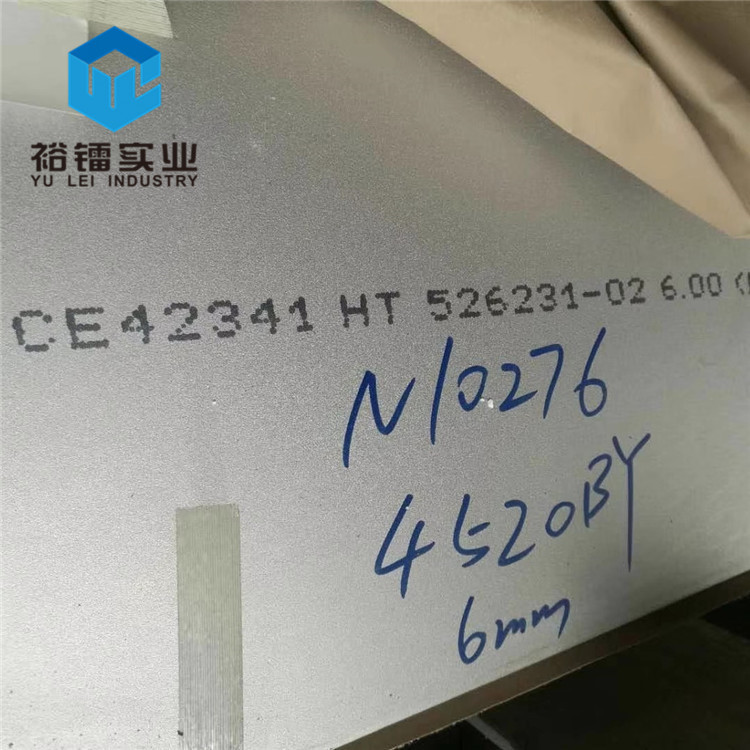 裕镭实业
YU LEI INDUSTRY
CE42341 HT 526231-02 6.00
N10276
4520BY
6mm